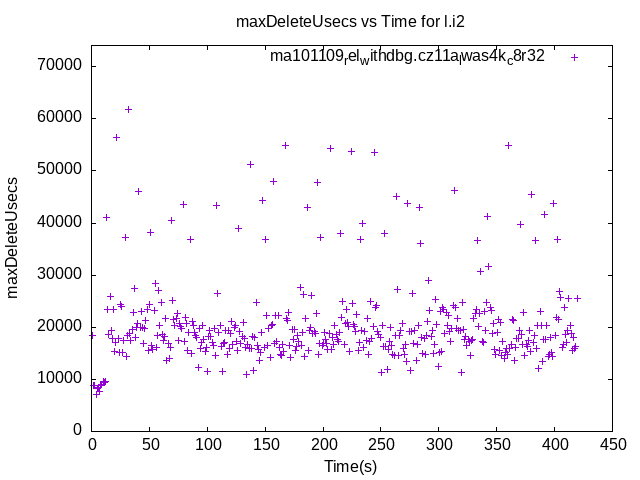 maxDeleteUsecs vs Time for l.i2
ma101109relwithdbg.cz11alwas4kc8r32
70000
60000
50000
40000
30000
20000
10000
0
maxDeleteUsecs
0 50 100 150 200 250 300 350 400 450
Time(s)